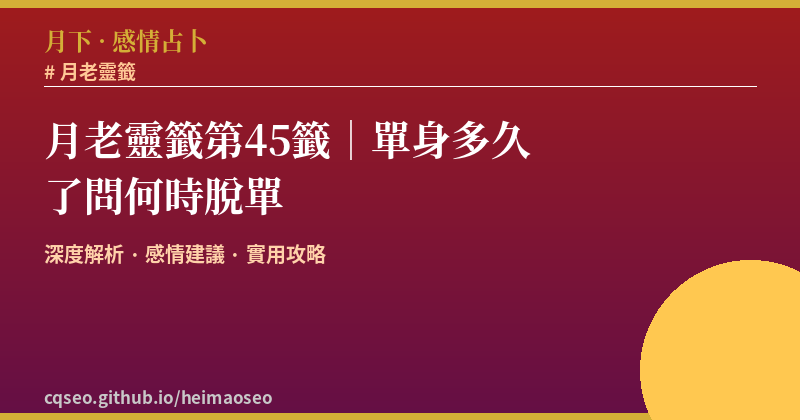 月下 · 感情占卜
# 月老靈籤
月老靈籤第45籤｜單身多久
了問何時脫單
深度解析 · 感情建議 · 實用攻略
cqseo.github.io/heimaoseo